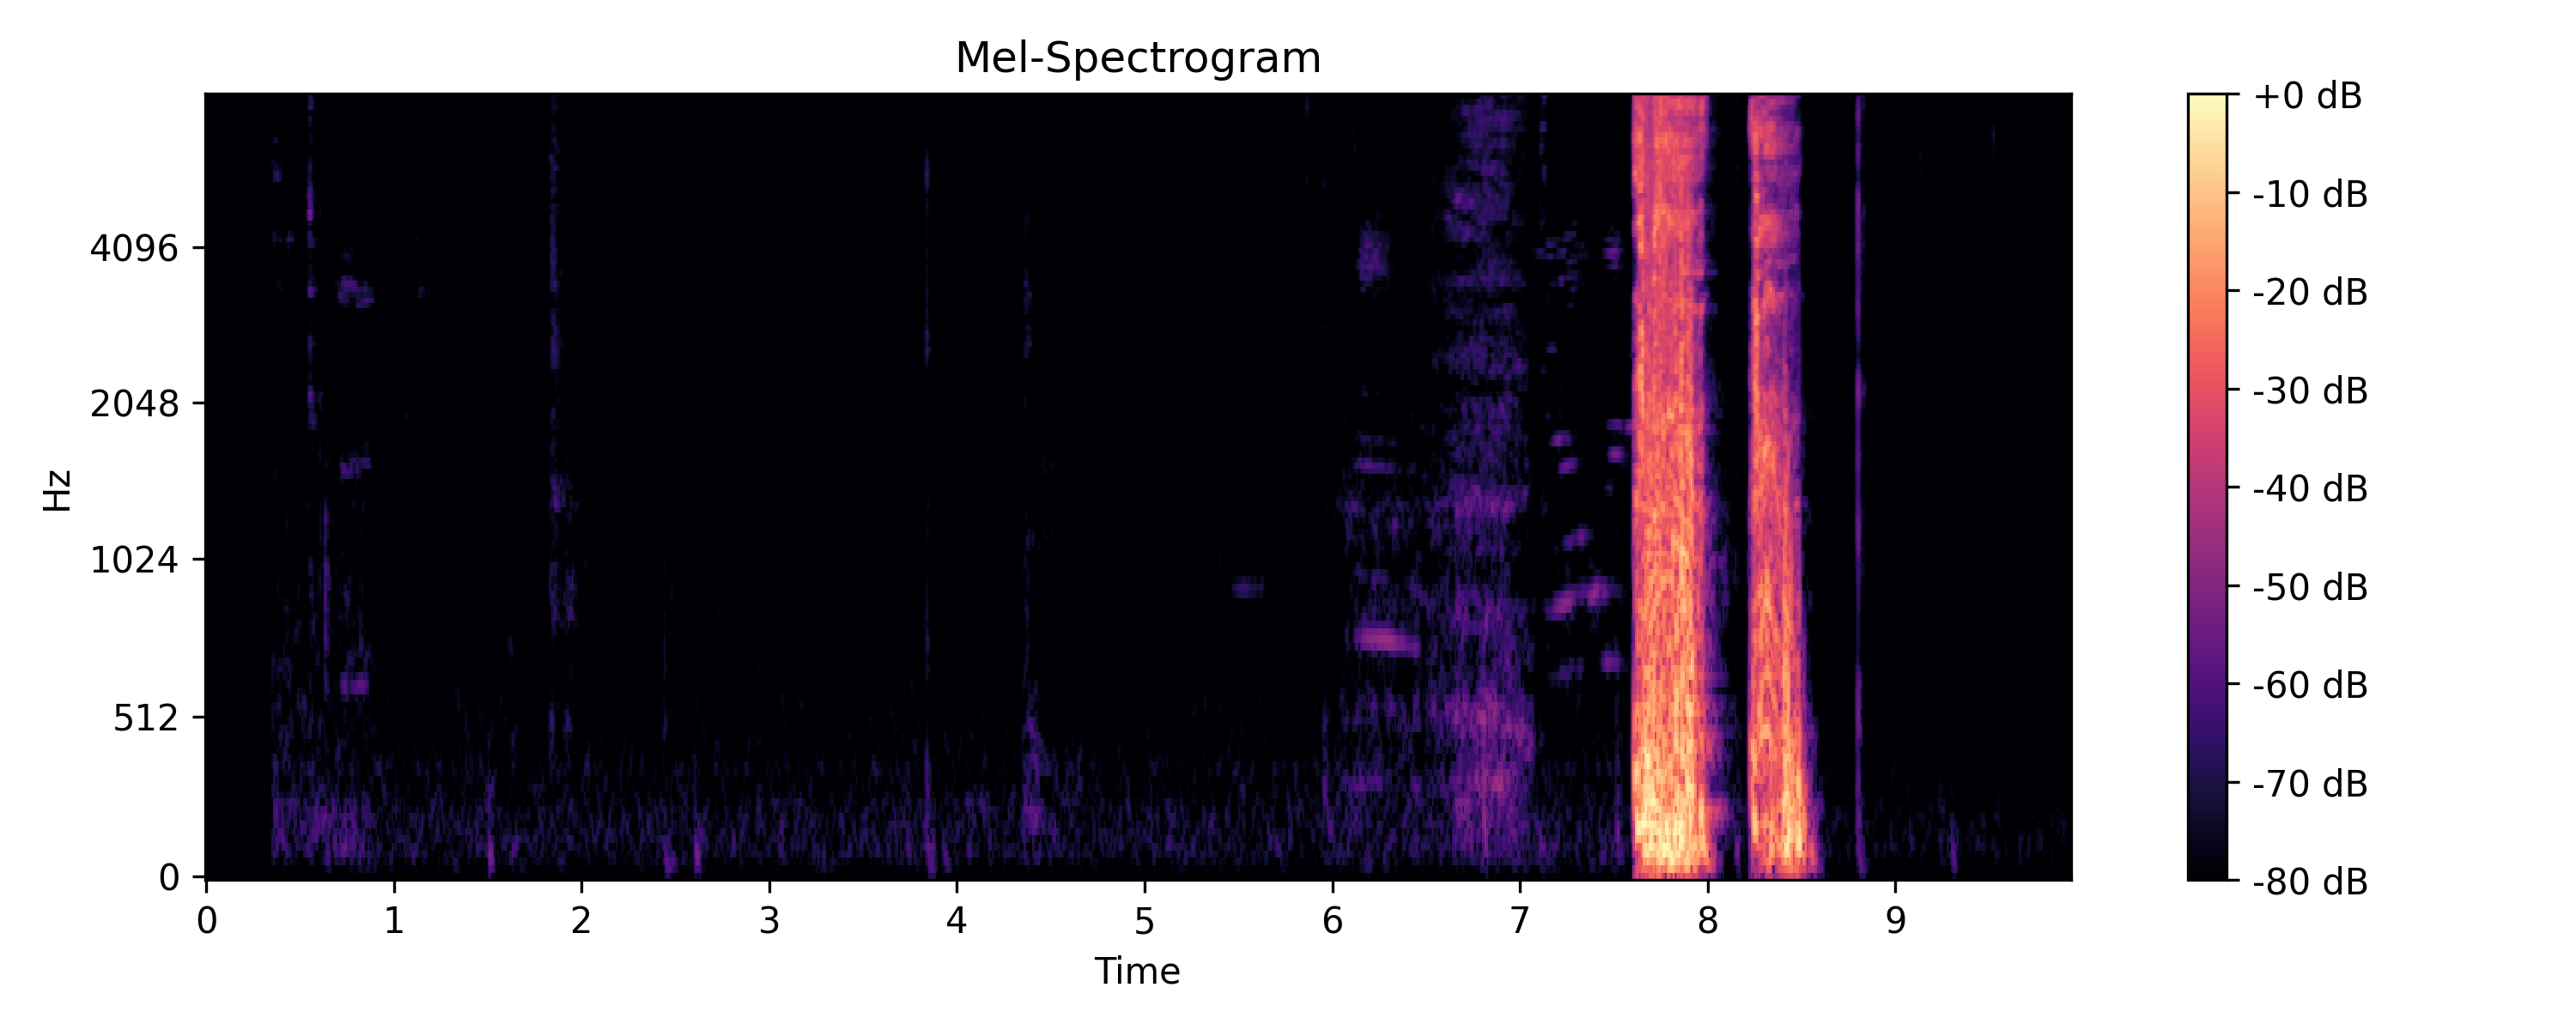 Mel-Spectrogram
+0 dB
4096
-10 dB
-20 dB
2048
-30 dB
Hz
-40 dB
1024
-50 dB
512
-60 dB
-70 dB
0
-80 dB
0 1 2 3 4 5 6 7 8 9
Time